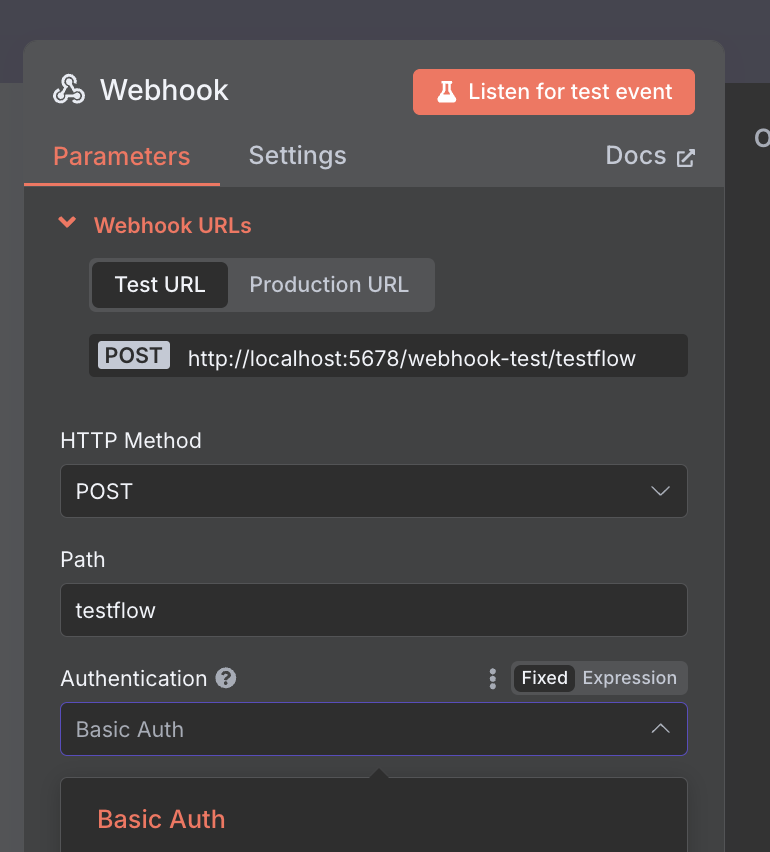 Webhook
Listen for test event
Parameters
Settings
Docs
Webhook URLs
Test URL
Production URL
POST
http://localhost:5678/webhook-test/testflow
HTTP Method
POST
Path
testflow
Authentication
Fixed
Expression
Basic Auth
Basic Auth